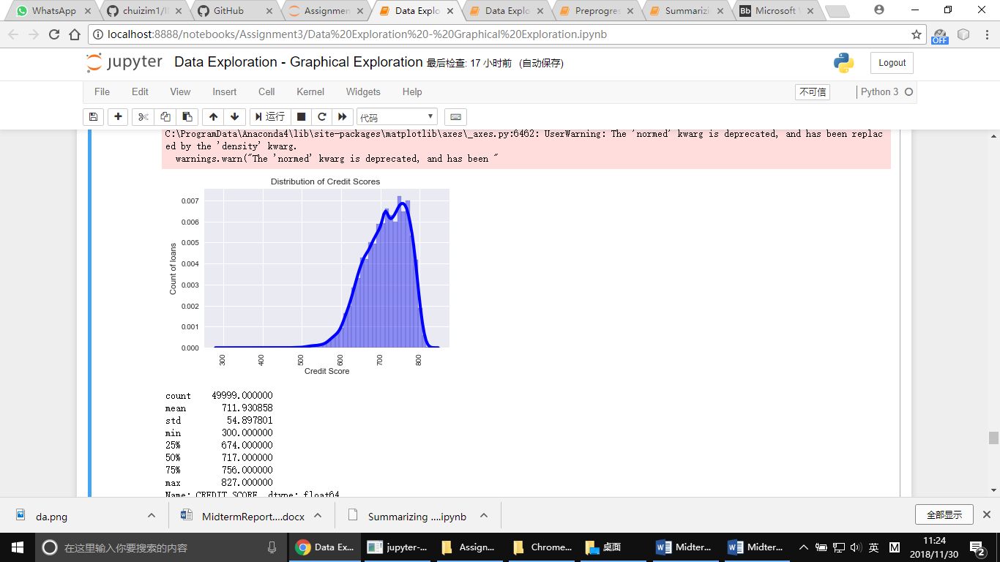 WhatsApp
chuizim1/I
GitHub
Assignmen
Data Explo
Data Explo
Preprogres
Summarizi
Bb Microsoft
localhost:8888/notebooks/Assignment3/Data%20Exploration%20-%20Graphical%20Exploration.ipynb
OFF
jupyter Data Exploration - Graphical Exploration 最后检查: 17 小时前 (自动保存)
Logout
File Edit View Insert Cell Kernel Widgets Help
不可信 Python 3
运行 代码
C:\ProgramData\Anaconda4\lib\site-packages\matplotlib\axes\_axes.py:6462: UserWarning: The 'normed' kwarg is deprecated, and has been replac
ed by the 'density' kwarg.
warnings.warn("The 'normed' kwarg is deprecated, and has been "
Distribution of Credit Scores
0.007
0.006
0.005
0.004
0.003
0.002
0.001
0.000
Count of loans
300 400 500 600 700 800
Credit Score
count 49999.000000
mean 711.930858
std 54.897801
min 300.000000
25% 674.000000
50% 717.000000
75% 756.000000
max 827.000000
Name: CREDIT_SCORE, dtype: float64
da.png
MidtermReport....docx
Summarizing ....ipynb
全部显示
在这里输入你要搜索的内容
Data Ex...
jupyter-...
Assign...
Chrome...
桌面
Midter...
Midter...
英
M
11:24
2018/11/30
2